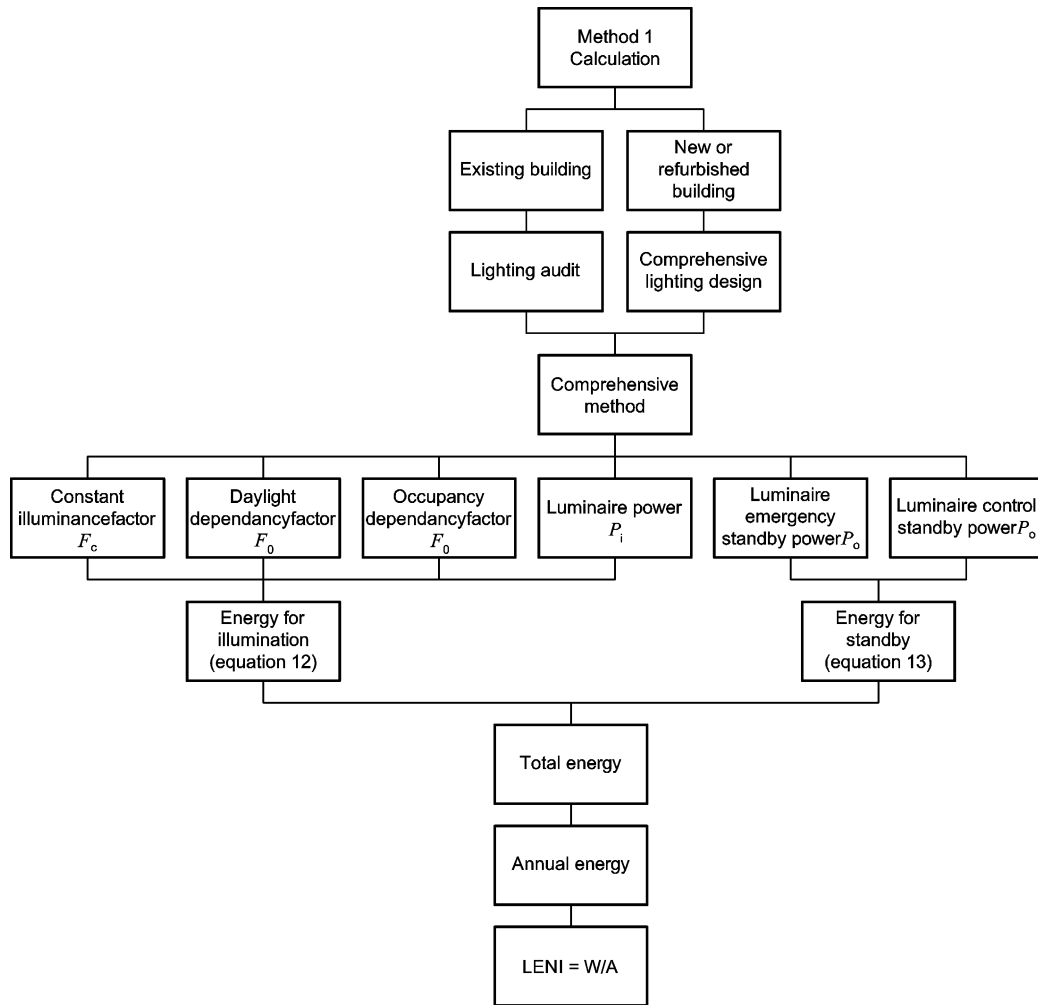 Method 1
Calculation
Existing building
New or
refurbished
building
Lighting audit
Comprehensive
lighting design
Comprehensive
method
Constant
illuminancefactor
Fc
Daylight
dependancyfactor
F0
Occupancy
dependancyfactor
F0
Luminaire power
Pi
Luminaire
emergency
standby powerPo
Luminaire control
standby powerPo
Energy for
illumination
(equation 12)
Energy for
standby
(equation 13)
Total energy
Annual energy
LENI = W/A